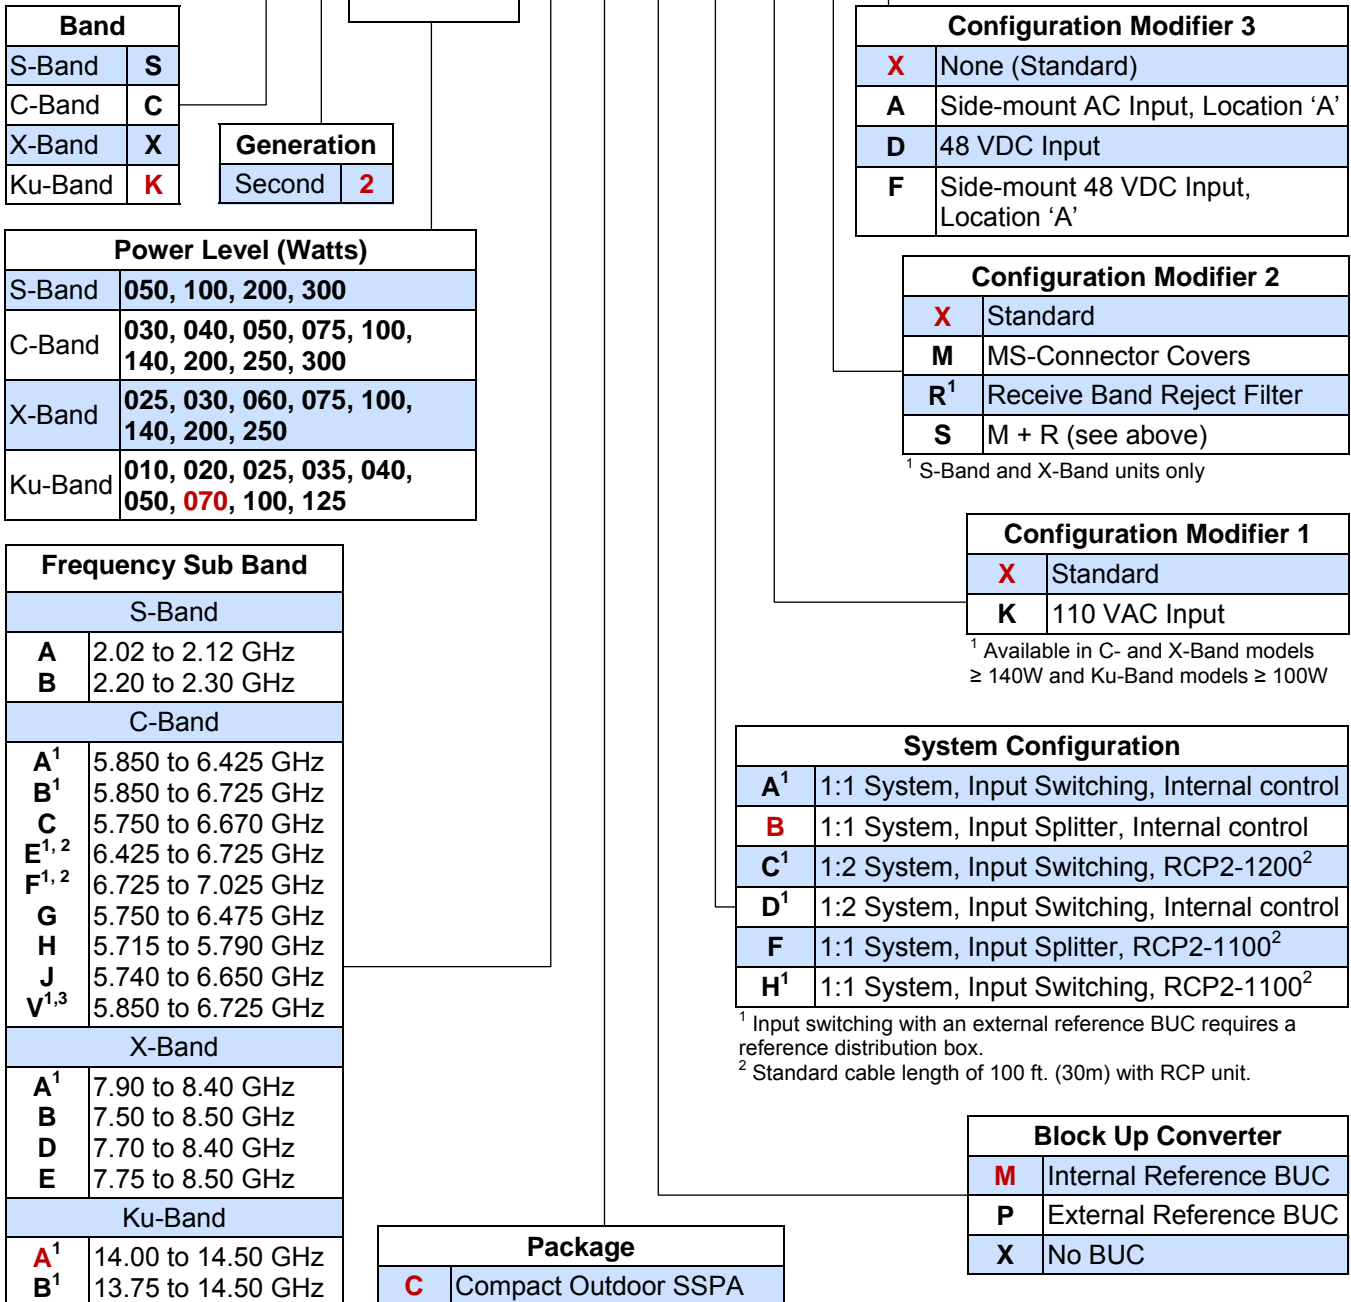 Band
S-Band S
C-Band C
X-Band X
Ku-Band K
Generation
Second 2
Power Level (Watts)
S-Band 050, 100, 200, 300
C-Band 030, 040, 050, 075, 100,
140, 200, 250, 300
X-Band 025, 030, 060, 075, 100,
140, 200, 250
Ku-Band 010, 020, 025, 035, 040,
050, 070, 100, 125
Frequency Sub Band
S-Band
A 2.02 to 2.12 GHz
B 2.20 to 2.30 GHz
C-Band
A¹ 5.850 to 6.425 GHz
B¹ 5.850 to 6.725 GHz
C 5.750 to 6.670 GHz
E¹˒ ² 6.425 to 6.725 GHz
F¹˒ ² 6.725 to 7.025 GHz
G 5.750 to 6.475 GHz
H 5.715 to 5.790 GHz
J 5.740 to 6.650 GHz
V¹˒³ 5.850 to 6.725 GHz
X-Band
A¹ 7.90 to 8.40 GHz
B 7.50 to 8.50 GHz
D 7.70 to 8.40 GHz
E 7.75 to 8.50 GHz
Ku-Band
A¹ 14.00 to 14.50 GHz
B¹ 13.75 to 14.50 GHz
Package
C Compact Outdoor SSPA
Configuration Modifier 3
X None (Standard)
A Side-mount AC Input, Location ‘A’
D 48 VDC Input
F Side-mount 48 VDC Input,
Location ‘A’
Configuration Modifier 2
X Standard
M MS-Connector Covers
R¹ Receive Band Reject Filter
S M + R (see above)
¹ S-Band and X-Band units only
Configuration Modifier 1
X Standard
K 110 VAC Input
¹ Available in C- and X-Band models
≥ 140W and Ku-Band models ≥ 100W
System Configuration
A¹ 1:1 System, Input Switching, Internal control
B 1:1 System, Input Splitter, Internal control
C¹ 1:2 System, Input Switching, RCP2-1200²
D¹ 1:2 System, Input Switching, Internal control
F 1:1 System, Input Splitter, RCP2-1100²
H¹ 1:1 System, Input Switching, RCP2-1100²
¹ Input switching with an external reference BUC requires a
reference distribution box.
² Standard cable length of 100 ft. (30m) with RCP unit.
Block Up Converter
M Internal Reference BUC
P External Reference BUC
X No BUC